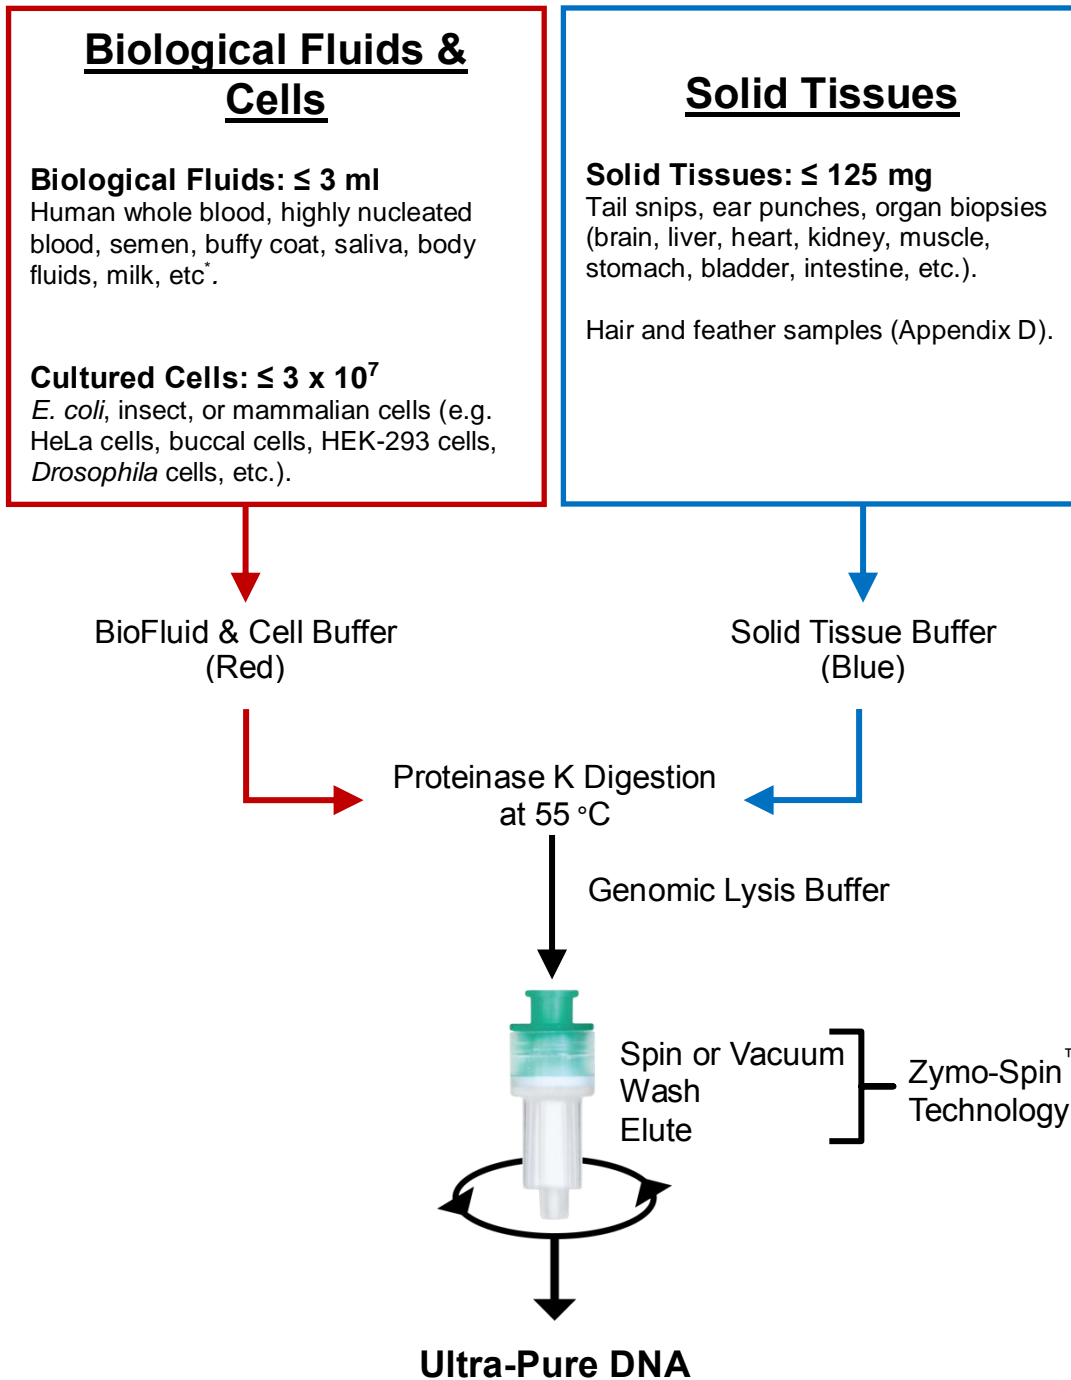 Biological Fluids &
Cells
Biological Fluids: ≤ 3 ml
Human whole blood, highly nucleated
blood, semen, buffy coat, saliva, body
fluids, milk, etc*.
Cultured Cells: ≤ 3 x 10⁷
E. coli, insect, or mammalian cells (e.g.
HeLa cells, buccal cells, HEK-293 cells,
Drosophila cells, etc.).
Solid Tissues
Solid Tissues: ≤ 125 mg
Tail snips, ear punches, organ biopsies
(brain, liver, heart, kidney, muscle,
stomach, bladder, intestine, etc.).
Hair and feather samples (Appendix D).
BioFluid & Cell Buffer
(Red)
Solid Tissue Buffer
(Blue)
Proteinase K Digestion
at 55 °C
Genomic Lysis Buffer
Spin or Vacuum
Wash
Elute
Zymo-Spin
Technology
Ultra-Pure DNA